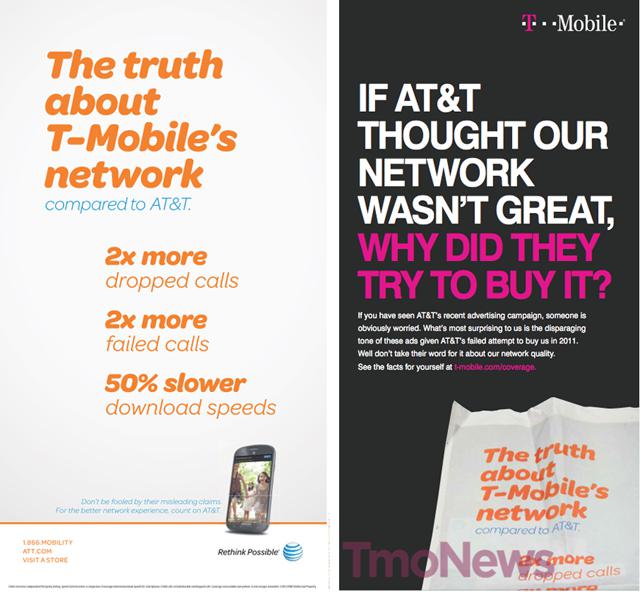 The truth
about
T-Mobile's
network
compared to AT&T.
2x more
dropped calls
2x more
failed calls
50% slower
download speeds
Don't be fooled by their misleading claims.
For the better network experience, count on AT&T.
1.866.MOBILITY
ATT.COM
VISIT A STORE
Rethink Possible
at&t
T··Mobile·
IF AT&T
THOUGHT OUR
NETWORK
WASN'T GREAT,
WHY DID THEY
TRY TO BUY IT?
If you have seen AT&T's recent advertising campaign, someone is
obviously worried. What's most surprising to us is the disparaging
tone of these ads given AT&T's failed attempt to buy us in 2011.
Well don't take their word for it about our network quality.
See the facts for yourself at t-mobile.com/coverage.
The truth
about
T-Mobile's
network
compared to AT&T.
2x more
dropped calls
TmoNews